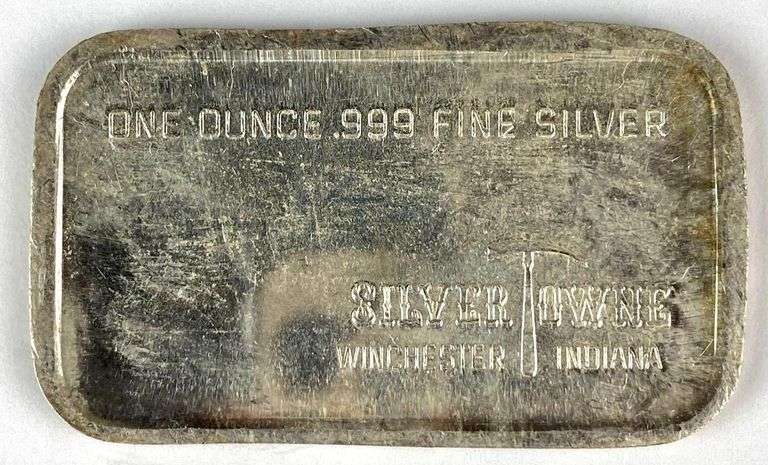 ONE OUNCE .999 FINE SILVER
SILVER TOWNE
WINCHESTER INDIANA